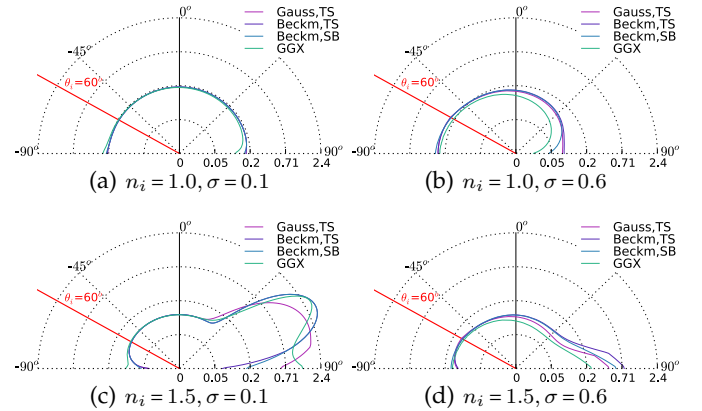 0°
Gauss,TS
Beckm,TS
Beckm,SB
GGX
-45°
θi=60°
-90°
90°
0 0.05 0.2 0.71 2.4
(a) ni = 1.0, σ = 0.1
0°
Gauss,TS
Beckm,TS
Beckm,SB
GGX
-45°
θi=60°
-90°
90°
0 0.05 0.2 0.71 2.4
(b) ni = 1.0, σ = 0.6
0°
Gauss,TS
Beckm,TS
Beckm,SB
GGX
-45°
θi=60°
-90°
90°
0 0.05 0.2 0.71 2.4
(c) ni = 1.5, σ = 0.1
0°
Gauss,TS
Beckm,TS
Beckm,SB
GGX
-45°
θi=60°
-90°
90°
0 0.05 0.2 0.71 2.4
(d) ni = 1.5, σ = 0.6